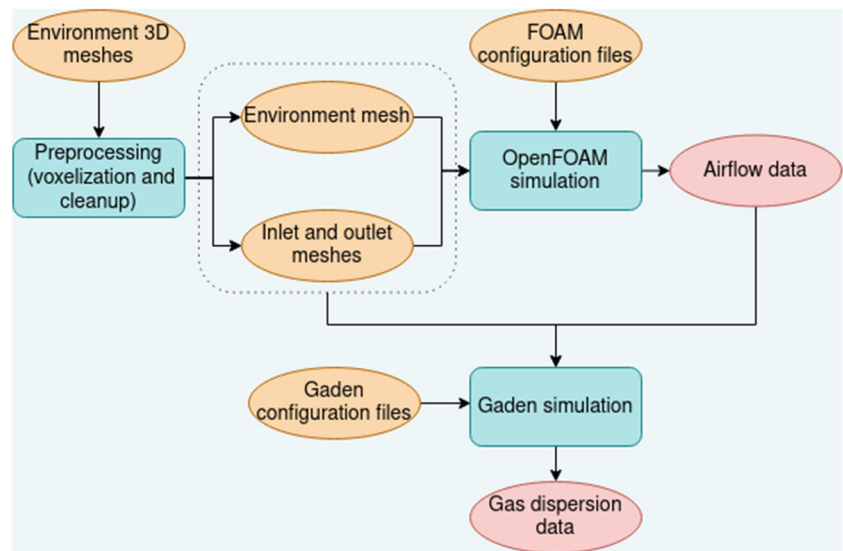 Environment 3D
meshes
FOAM
configuration files
Environment mesh
Preprocessing
(voxelization and
cleanup)
OpenFOAM
simulation
Airflow data
Inlet and outlet
meshes
Gaden
configuration files
Gaden simulation
Gas dispersion
data